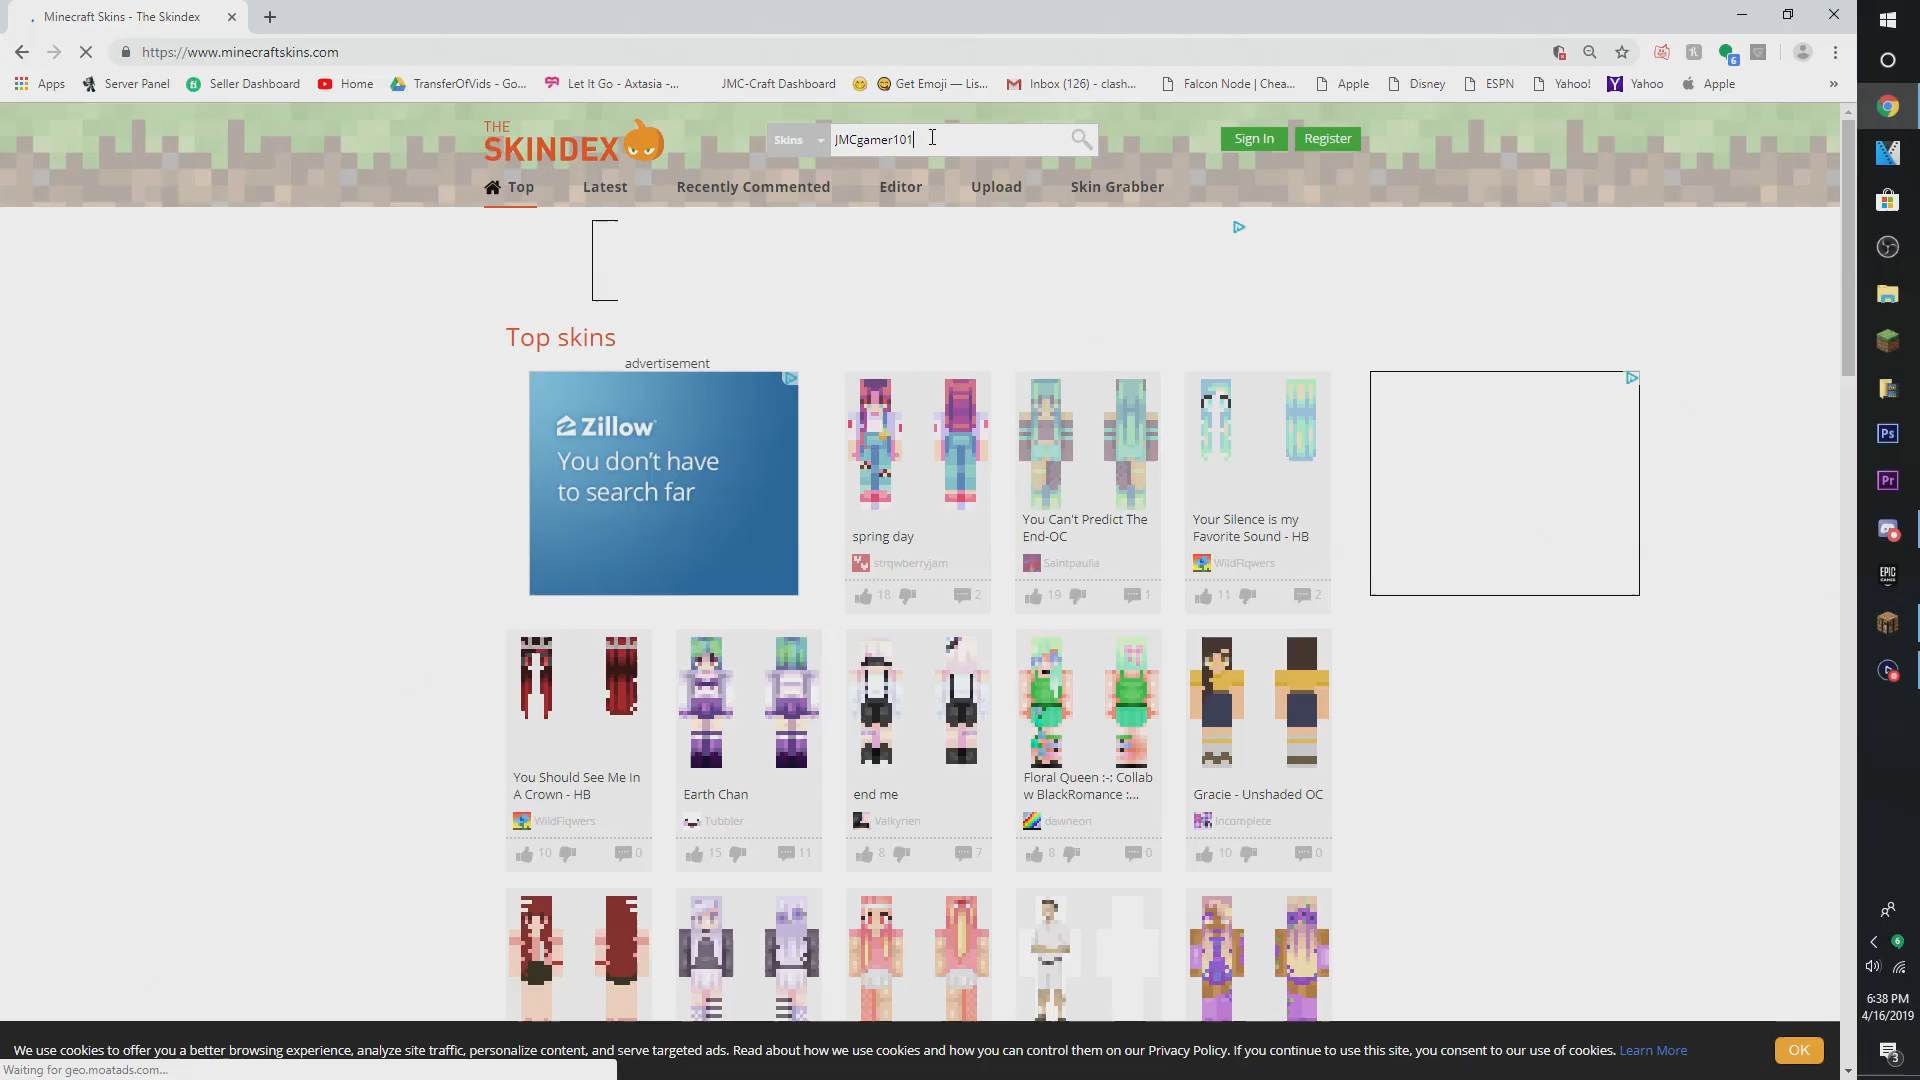 Minecraft Skins - The Skindex
https://www.minecraftskins.com
6
Apps
Server Panel
Seller Dashboard
Home
TransferOfVids - Go...
Let It Go - Axtasia -...
JMC-Craft Dashboard
Get Emoji — Lis...
Inbox (126) - clash...
Falcon Node | Chea...
Apple
Disney
ESPN
Yahoo!
Yahoo
Apple
»
THE
SKINDEX
Skins
JMCgamer101
Sign In
Register
Top
Latest
Recently Commented
Editor
Upload
Skin Grabber
Top skins
advertisement
Zillow
You don't have
to search far
spring day
strqwberryjam
18
2
You Can't Predict The
End-OC
Saintpaulia
19
1
Your Silence is my
Favorite Sound - HB
WildFlqwers
11
2
You Should See Me In
A Crown - HB
WildFlqwers
10
0
Earth Chan
Tubbler
15
11
end me
Valkyrien
8
7
Floral Queen :-: Collab
w BlackRomance :...
dawneon
8
0
Gracie - Unshaded OC
Incomplete
10
0
We use cookies to offer you a better browsing experience, analyze site traffic, personalize content, and serve targeted ads. Read about how we use cookies and how you can control them on our Privacy Policy. If you continue to use this site, you consent to our use of cookies. Learn More
OK
Waiting for geo.moatads.com...
Ps
Pr
EPIC
GAMES
6
6:38 PM
4/16/2019
3